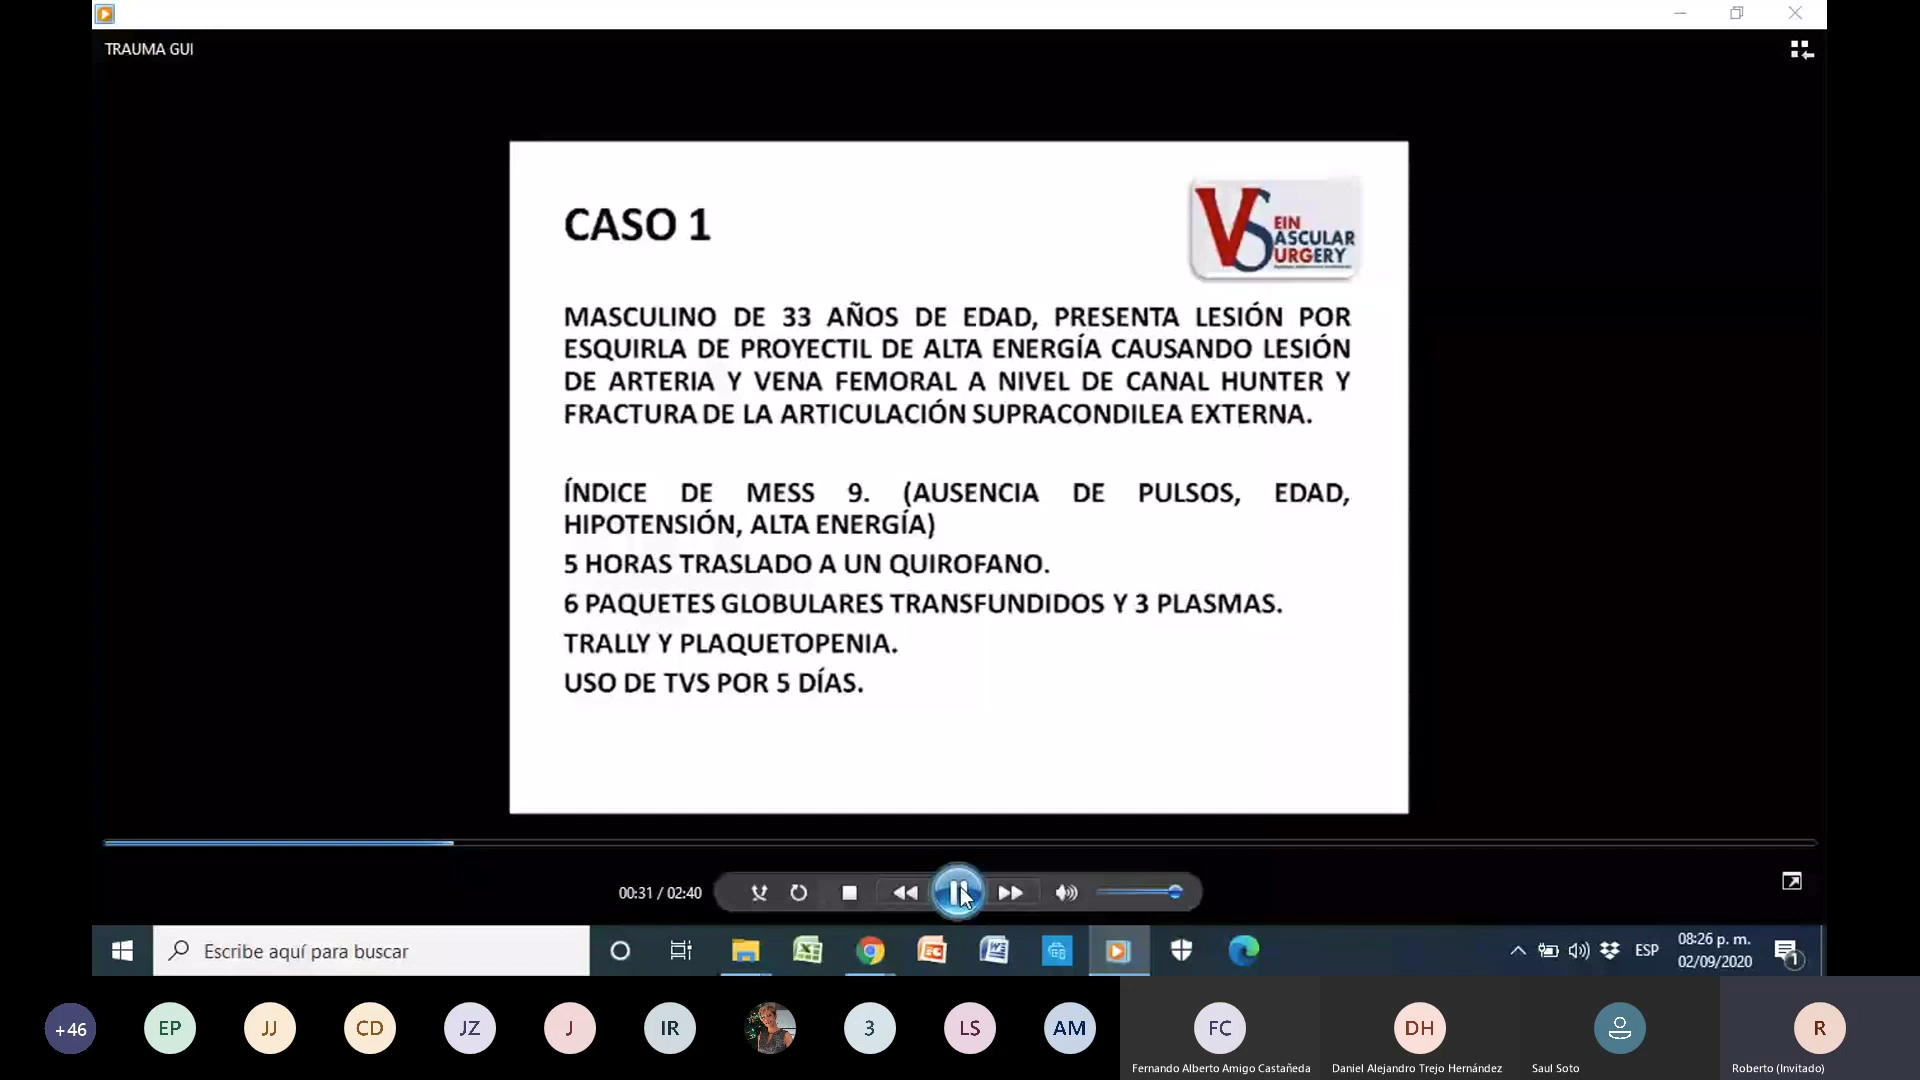 TRAUMA GUI
CASO 1
VS
EIN
ASCULAR
URGERY
MASCULINO DE 33 AÑOS DE EDAD, PRESENTA LESIÓN POR
ESQUIRLA DE PROYECTIL DE ALTA ENERGÍA CAUSANDO LESIÓN
DE ARTERIA Y VENA FEMORAL A NIVEL DE CANAL HUNTER Y
FRACTURA DE LA ARTICULACIÓN SUPRACONDILEA EXTERNA.
ÍNDICE DE MESS 9. (AUSENCIA DE PULSOS, EDAD,
HIPOTENSIÓN, ALTA ENERGÍA)
5 HORAS TRASLADO A UN QUIROFANO.
6 PAQUETES GLOBULARES TRANSFUNDIDOS Y 3 PLASMAS.
TRALLY Y PLAQUETOPENIA.
USO DE TVS POR 5 DÍAS.
00:31 / 02:40
Escribe aquí para buscar
ESP
08:26 p. m.
02/09/2020
1
+46
EP
JJ
CD
JZ
J
IR
3
LS
AM
FC
DH
R
Fernando Alberto Amigo Castañeda
Daniel Alejandro Trejo Hernández
Saul Soto
Roberto (Invitado)